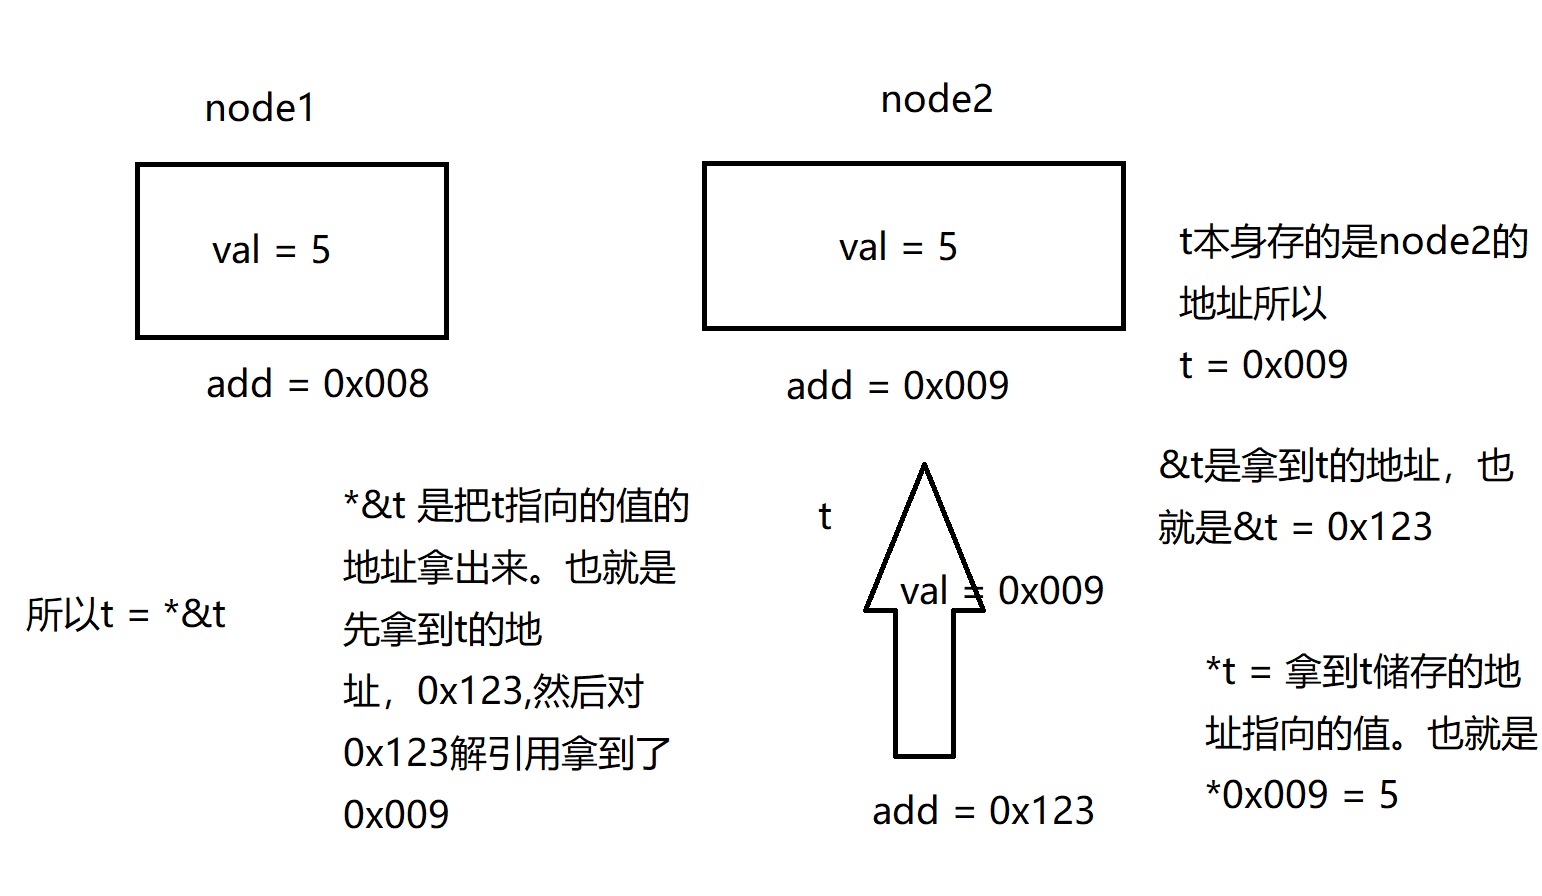 node1
node2
val = 5
val = 5
add = 0x008
add = 0x009
t本身存的是node2的
地址所以
t = 0x009
&t是拿到t的地址，也
就是&t = 0x123
t
val = 0x009
add = 0x123
*t = 拿到t储存的地
址指向的值。也就是
*0x009 = 5
*&t 是把t指向的值的
地址拿出来。也就是
先拿到t的地
址，0x123,然后对
0x123解引用拿到了
0x009
所以t = *&t